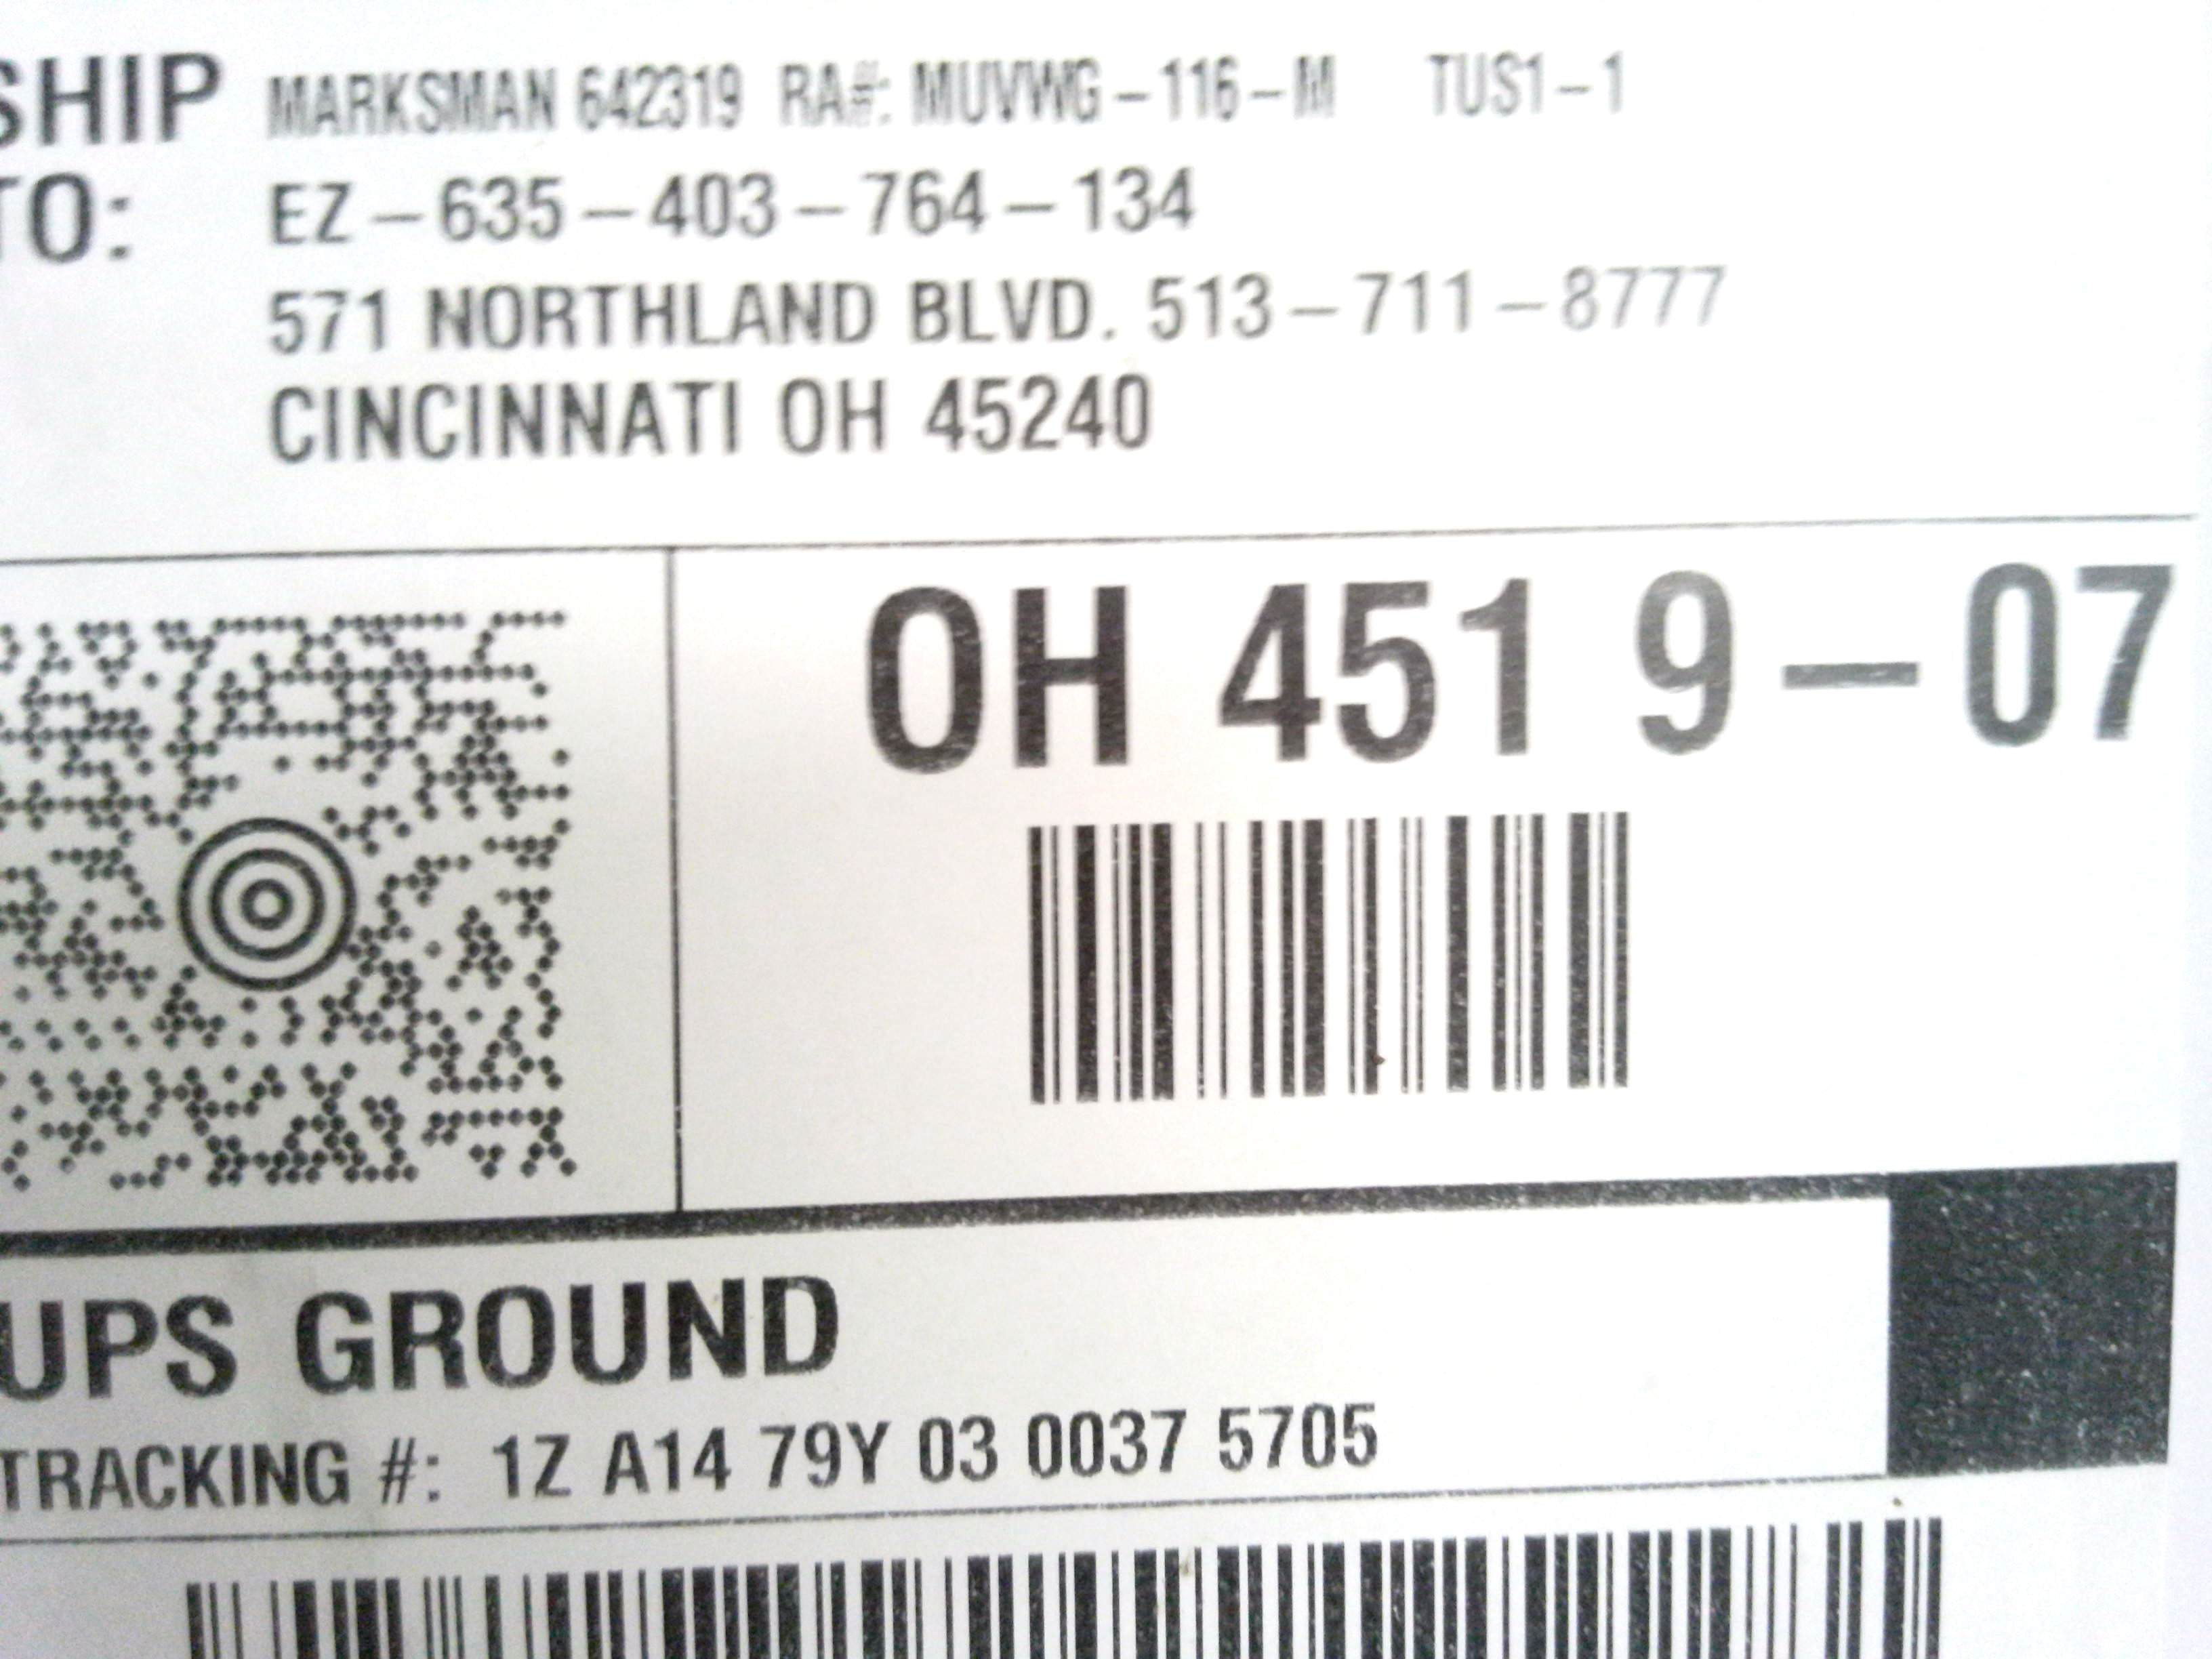 SHIP MARKSMAN 642319 RA#: MUVWG-116-M TUS1-1
TO: EZ-635-403-764-134
571 NORTHLAND BLVD. 513-711-8777
CINCINNATI OH 45240
OH 451 9-07
UPS GROUND
TRACKING #: 1Z A14 79Y 03 0037 5705